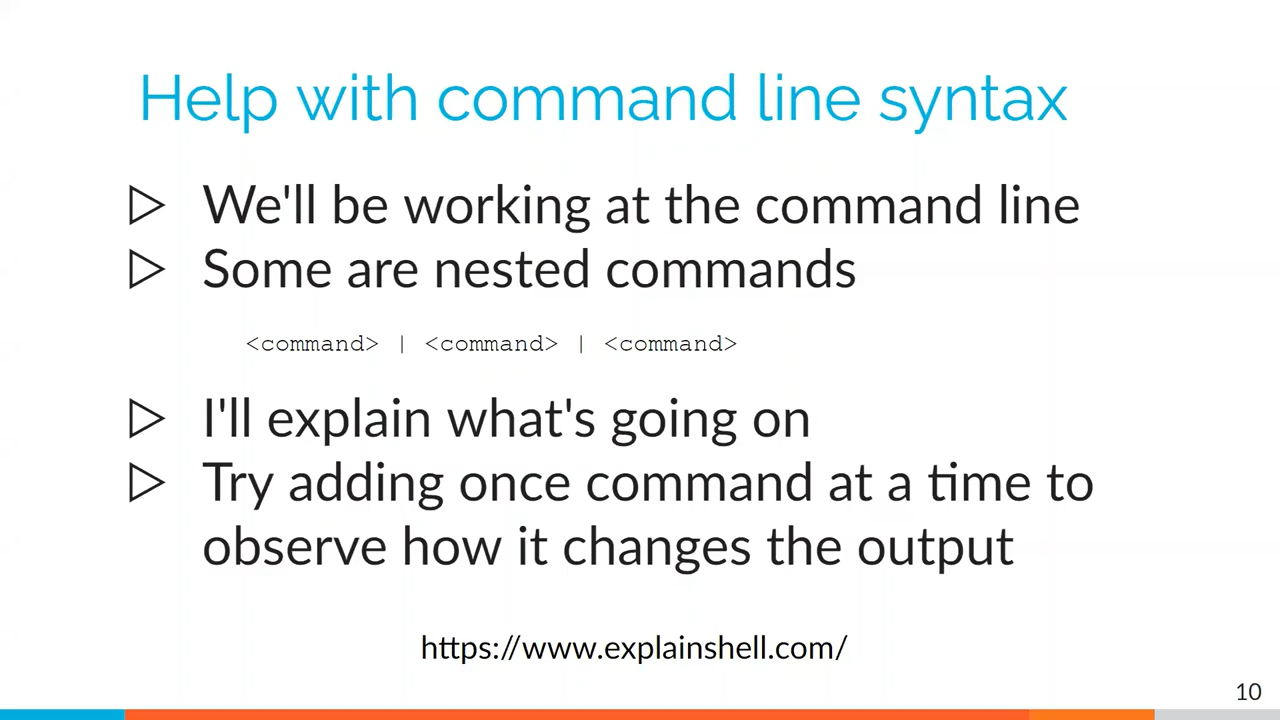 Help with command line syntax
We'll be working at the command line
Some are nested commands
<command> | <command> | <command>
I'll explain what's going on
Try adding once command at a time to
observe how it changes the output
https://www.explainshell.com/
10